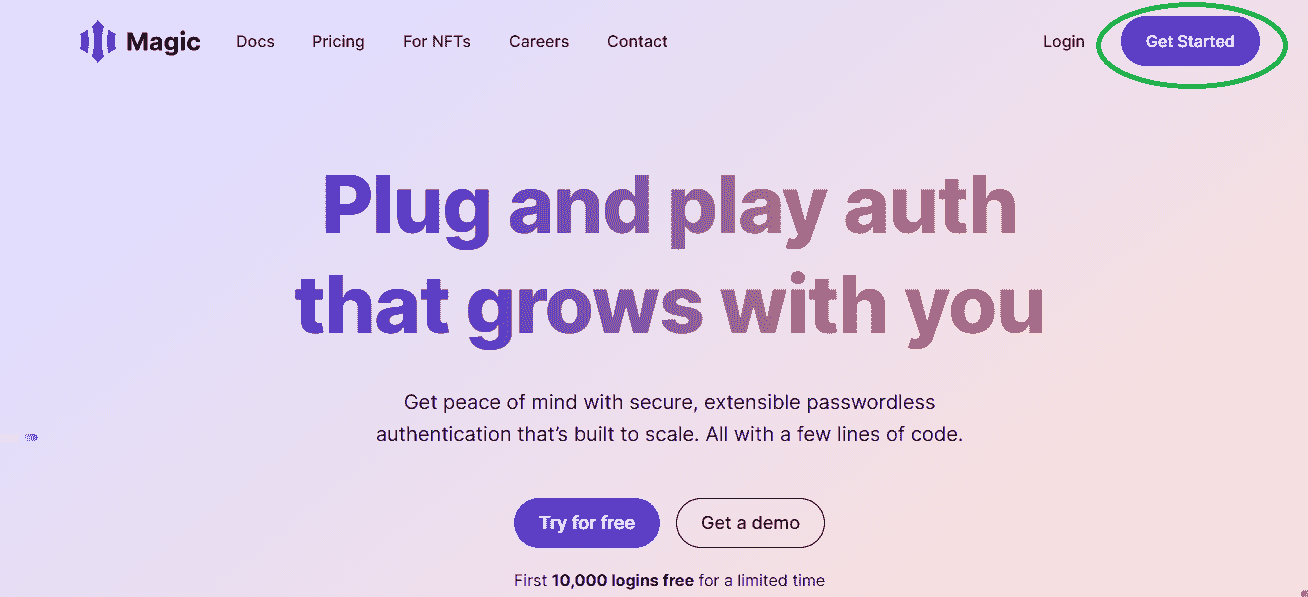 Magic Docs Pricing For NFTs Careers Contact Login Get Started
Plug and play auth
that grows with you
Get peace of mind with secure, extensible passwordless
authentication that’s built to scale. All with a few lines of code.
Try for free Get a demo
First 10,000 logins free for a limited time